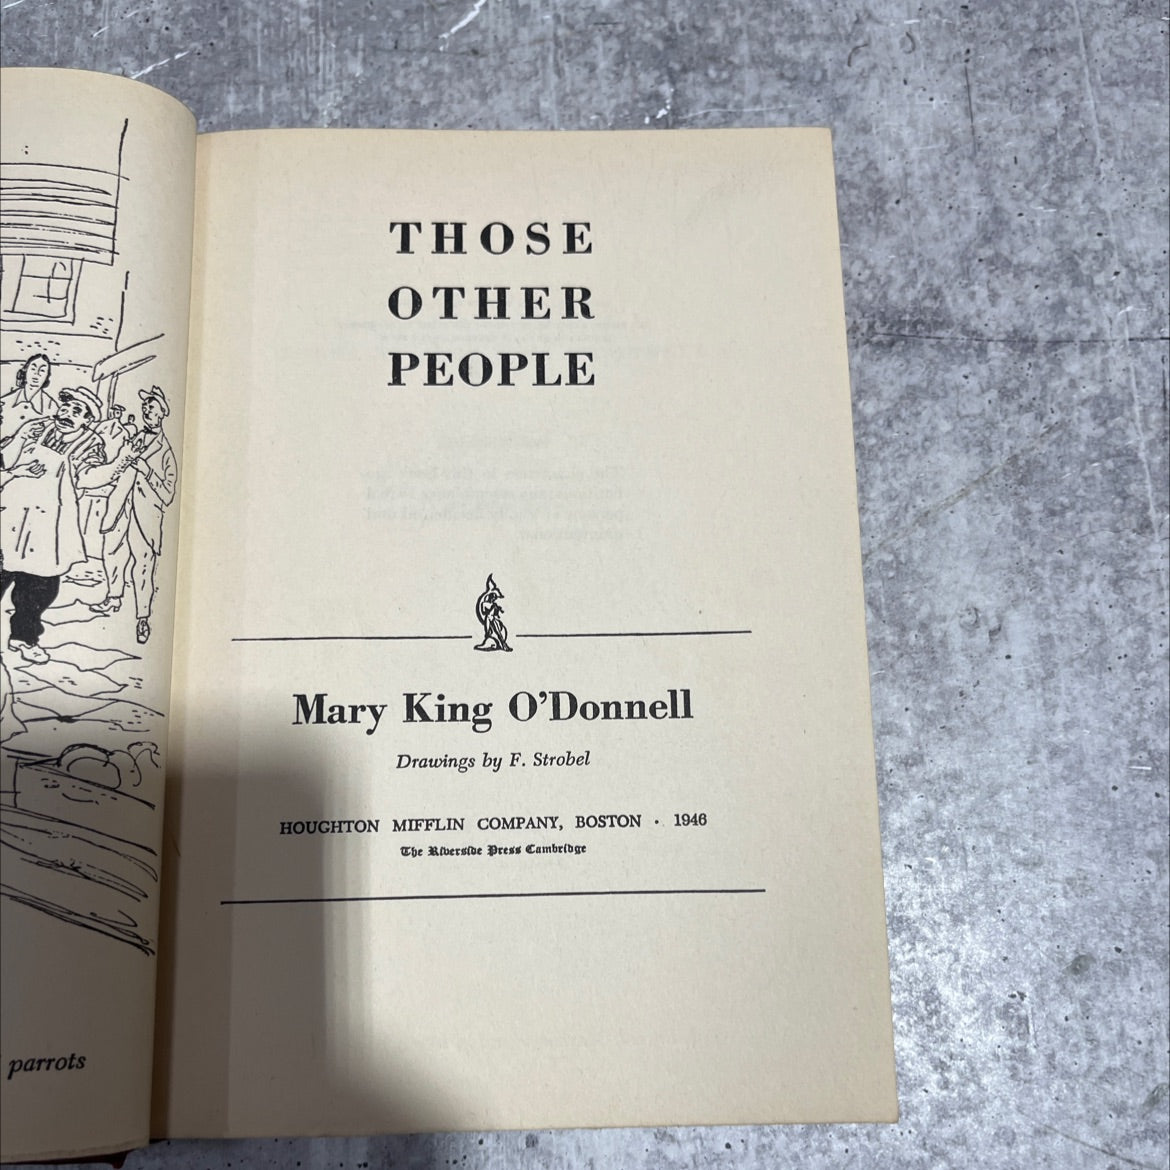 parrots
THOSE
OTHER
PEOPLE
Mary King O'Donnell
Drawings by F. Strobel
HOUGHTON MIFFLIN COMPANY, BOSTON · 1946
The Riverside Press Cambridge